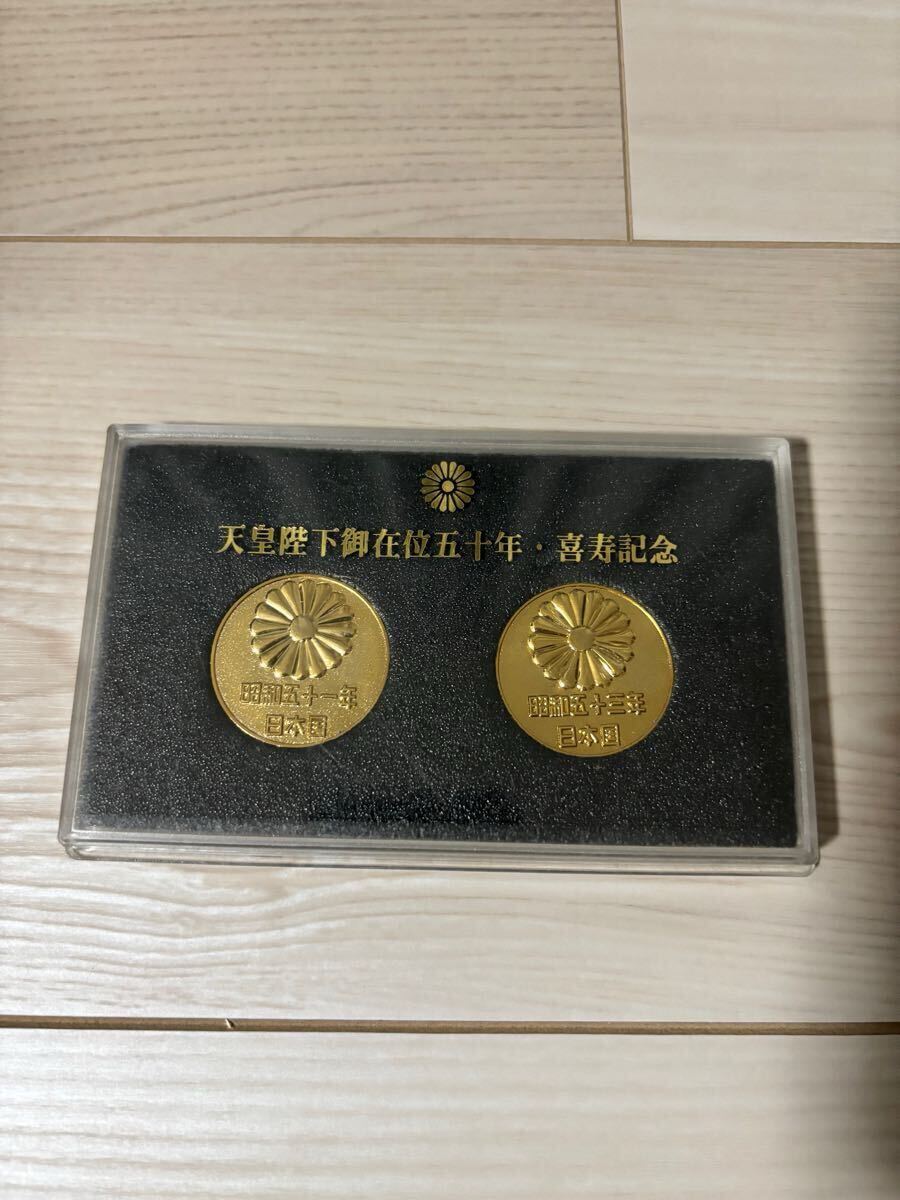 天皇陛下御在位五十年・喜寿記念
昭和五十一年
日本国
昭和五十三年
日本国